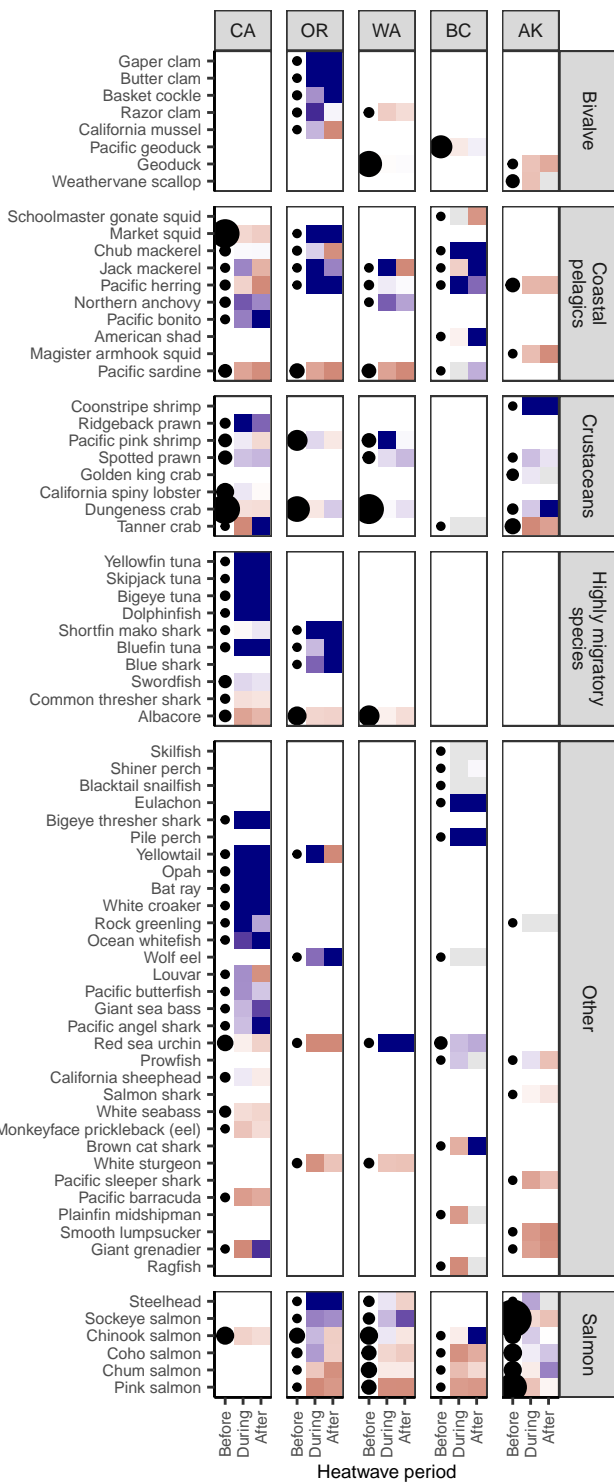 CA OR WA BC AK
Gaper clam
Butter clam
Basket cockle
Razor clam
California mussel
Pacific geoduck
Geoduck
Weathervane scallop
Bivalve
Schoolmaster gonate squid
Market squid
Chub mackerel
Jack mackerel
Pacific herring
Northern anchovy
Pacific bonito
American shad
Magister armhook squid
Pacific sardine
Coastal
pelagics
Coonstripe shrimp
Ridgeback prawn
Pacific pink shrimp
Spotted prawn
Golden king crab
California spiny lobster
Dungeness crab
Tanner crab
Crustaceans
Yellowfin tuna
Skipjack tuna
Bigeye tuna
Dolphinfish
Shortfin mako shark
Bluefin tuna
Blue shark
Swordfish
Common thresher shark
Albacore
Highly migratory
species
Skilfish
Shiner perch
Blacktail snailfish
Eulachon
Bigeye thresher shark
Pile perch
Yellowtail
Opah
Bat ray
White croaker
Rock greenling
Ocean whitefish
Wolf eel
Louvar
Pacific butterfish
Giant sea bass
Pacific angel shark
Red sea urchin
Prowfish
California sheephead
Salmon shark
White seabass
Monkeyface prickleback (eel)
Brown cat shark
White sturgeon
Pacific sleeper shark
Pacific barracuda
Plainfin midshipman
Smooth lumpsucker
Giant grenadier
Ragfish
Other
Steelhead
Sockeye salmon
Chinook salmon
Coho salmon
Chum salmon
Pink salmon
Salmon
Before During After Before During After Before During After Before During After Before During After
Heatwave period